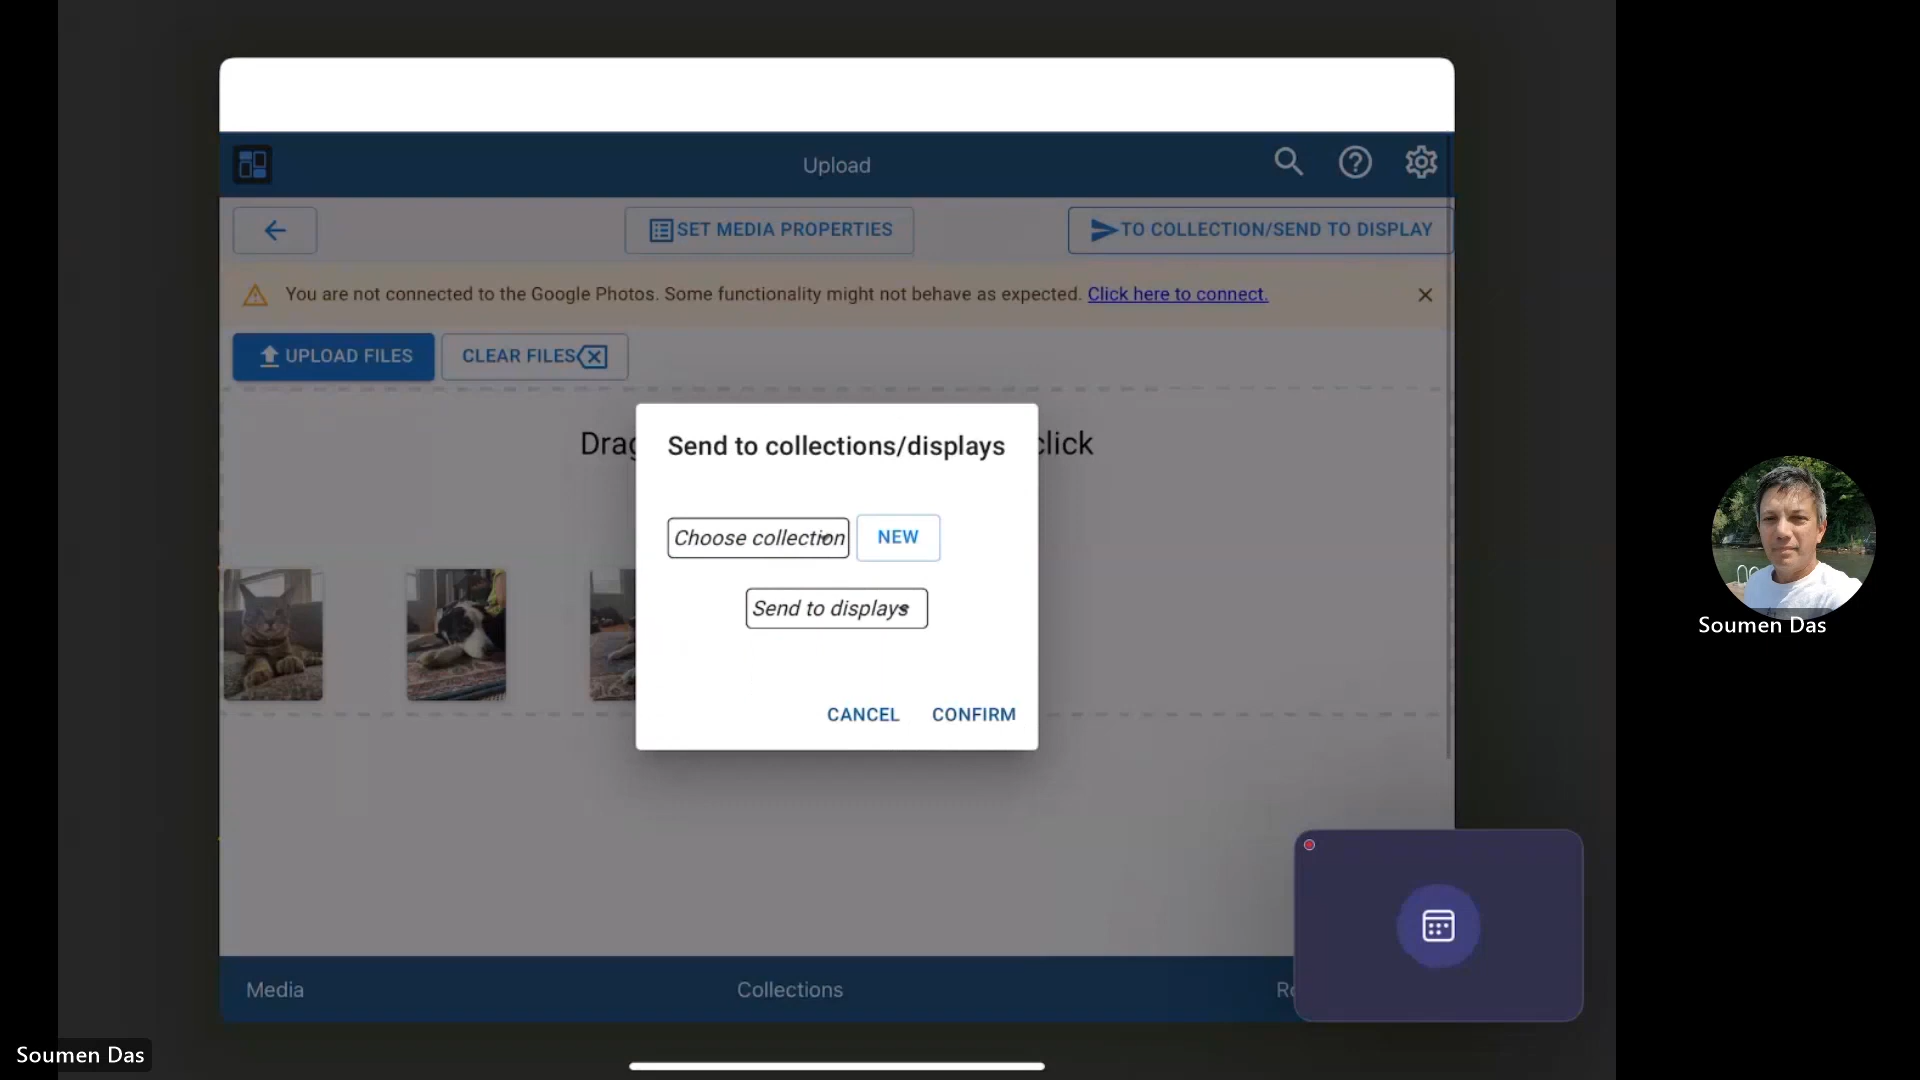 Upload
SET MEDIA PROPERTIES
TO COLLECTION/SEND TO DISPLAY
You are not connected to the Google Photos. Some functionality might not behave as expected. Click here to connect.
UPLOAD FILES
CLEAR FILES
Drag
click
Send to collections/displays
Choose collection
NEW
Send to displays
CANCEL
CONFIRM
Soumen Das
Media
Collections
Soumen Das